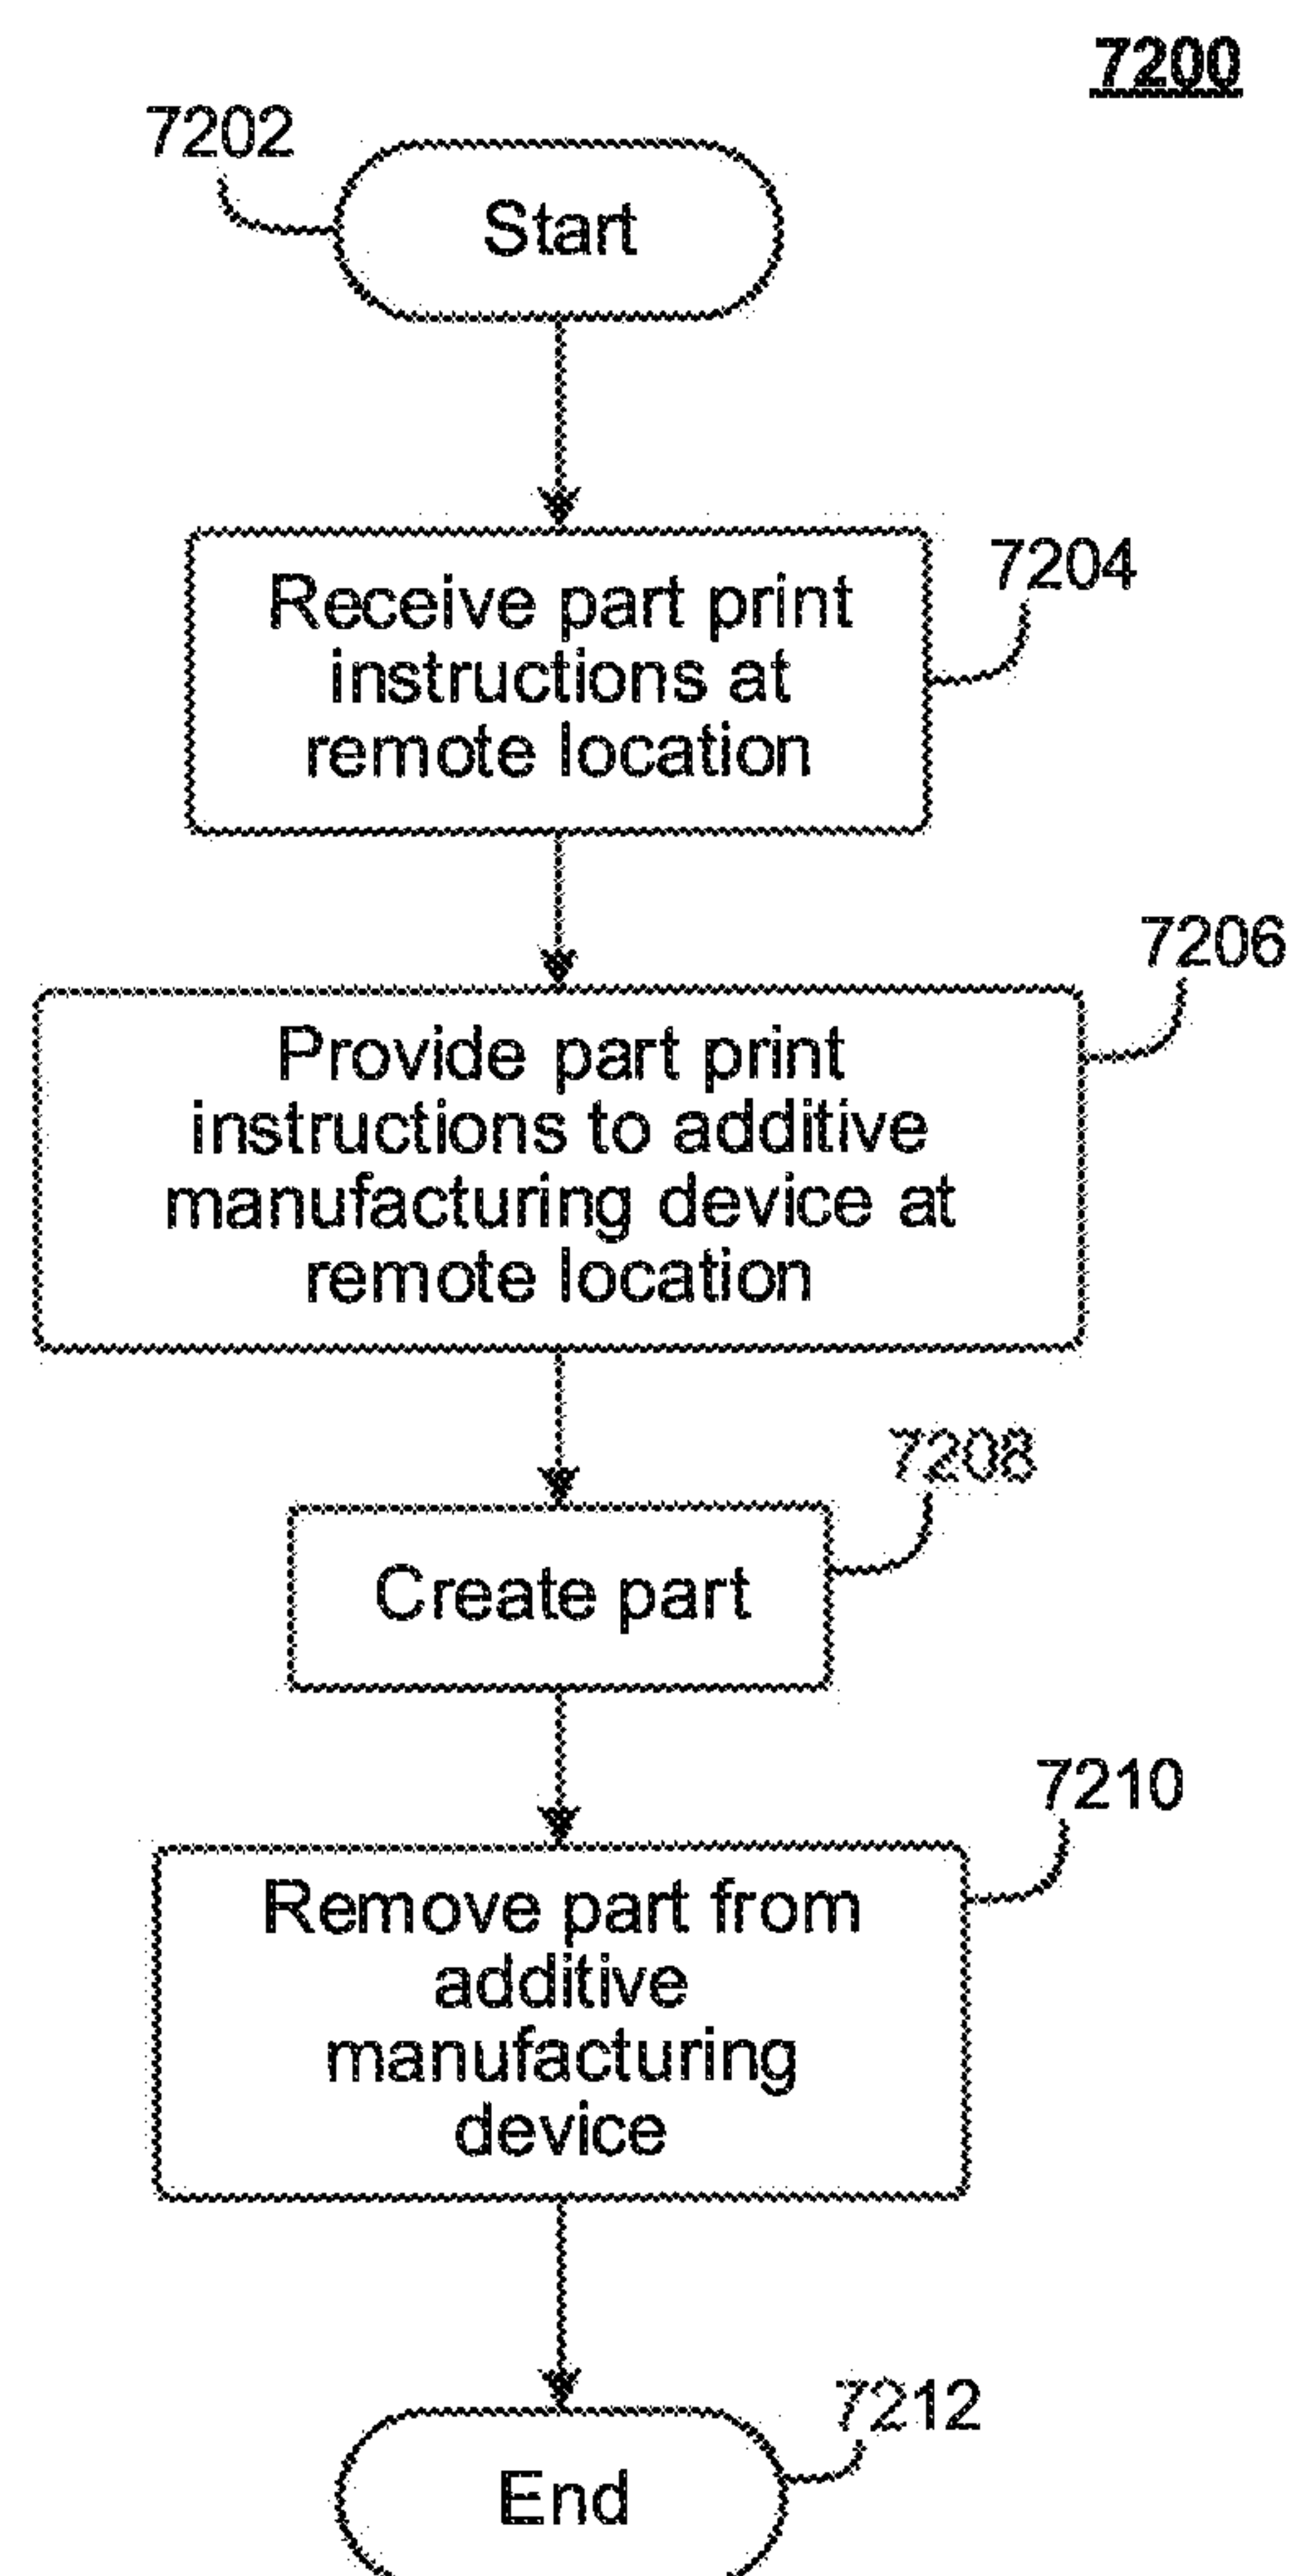 7200
7202
Start
Receive part print
instructions at
remote location
7204
7206
Provide part print
instructions to additive
manufacturing device at
remote location
7208
Create part
7210
Remove part from
additive
manufacturing
device
7212
End